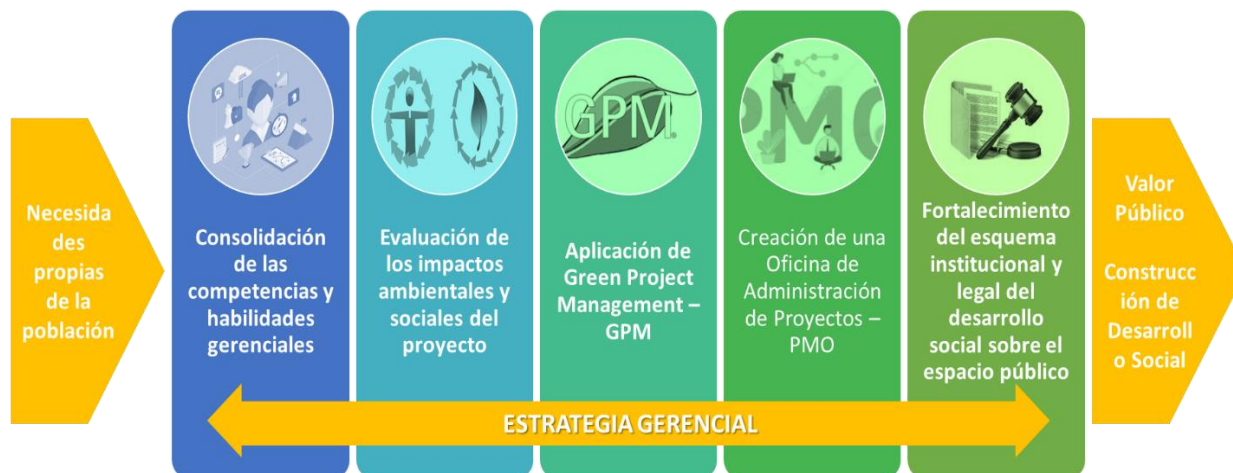 Necesida
des
propias
de la
población
Consolidación
de las
competencias y
habilidades
gerenciales
Evaluación de
los impactos
ambientales y
sociales del
proyecto
GPM
Aplicación de
Green Project
Management –
GPM
PMO
Creación de una
Oficina de
Administración
de Proyectos –
PMO
Fortalecimiento
del esquema
institucional y
legal del
desarrollo
social sobre el
espacio público
Valor
Público
Construcc
ión de
Desarroll
o Social
ESTRATEGIA GERENCIAL